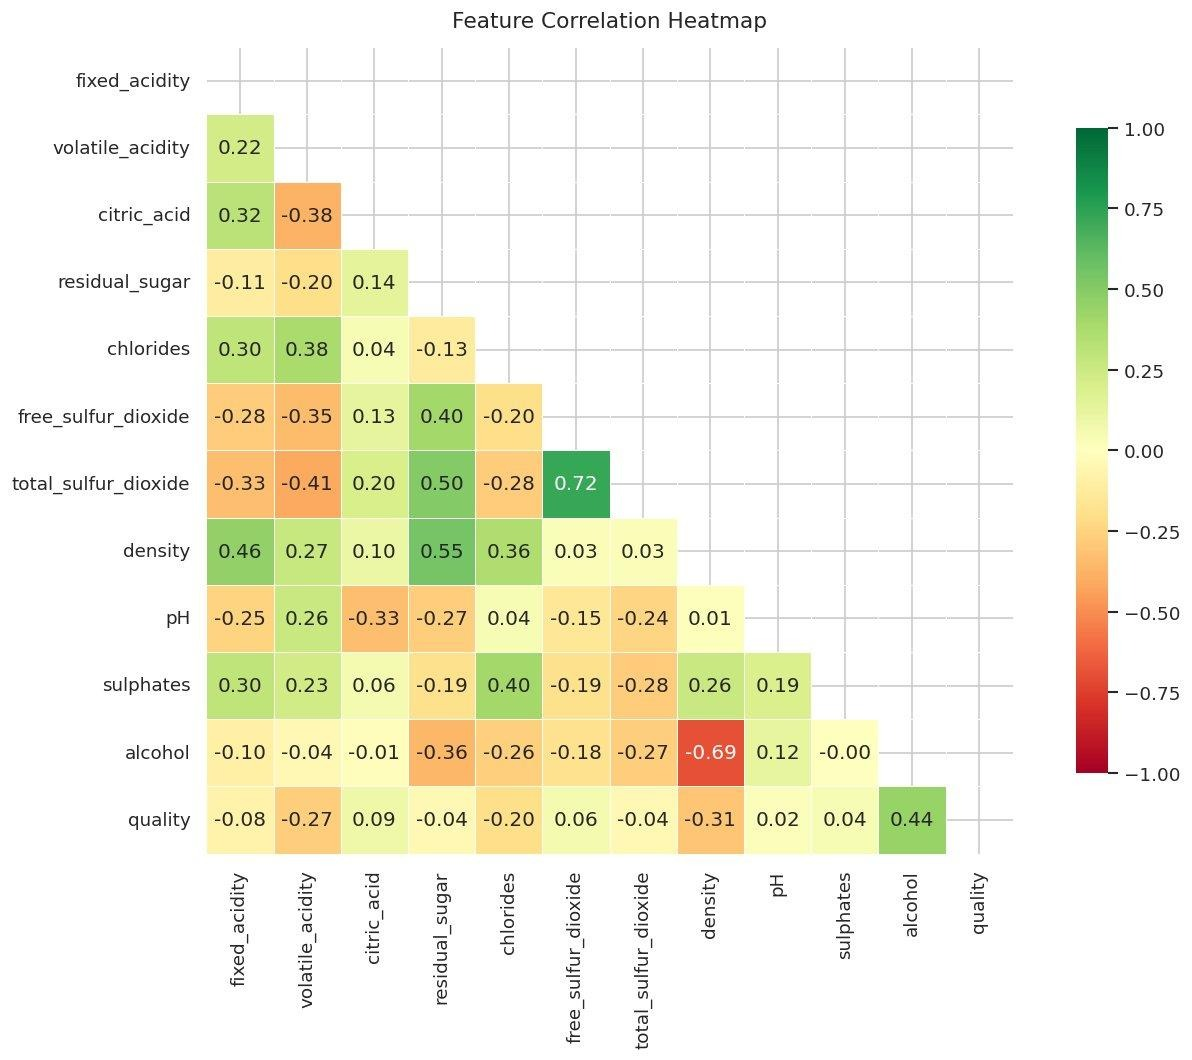 Feature Correlation Heatmap
fixed_acidity
volatile_acidity 0.22
citric_acid 0.32 -0.38
residual_sugar -0.11 -0.20 0.14
chlorides 0.30 0.38 0.04 -0.13
free_sulfur_dioxide -0.28 -0.35 0.13 0.40 -0.20
total_sulfur_dioxide -0.33 -0.41 0.20 0.50 -0.28 0.72
density 0.46 0.27 0.10 0.55 0.36 0.03 0.03
pH -0.25 0.26 -0.33 -0.27 0.04 -0.15 -0.24 0.01
sulphates 0.30 0.23 0.06 -0.19 0.40 -0.19 -0.28 0.26 0.19
alcohol -0.10 -0.04 -0.01 -0.36 -0.26 -0.18 -0.27 -0.69 0.12 -0.00
quality -0.08 -0.27 0.09 -0.04 -0.20 0.06 -0.04 -0.31 0.02 0.04 0.44
fixed_acidity
volatile_acidity
citric_acid
residual_sugar
chlorides
free_sulfur_dioxide
total_sulfur_dioxide
density
pH
sulphates
alcohol
quality
1.00
0.75
0.50
0.25
0.00
−0.25
−0.50
−0.75
−1.00